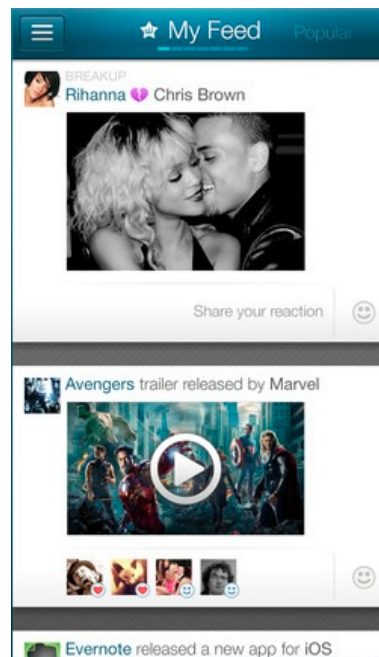 My Feed
Popular
BREAKUP
Rihanna 💔 Chris Brown
Share your reaction
Avengers trailer released by Marvel
Evernote released a new app for iOS